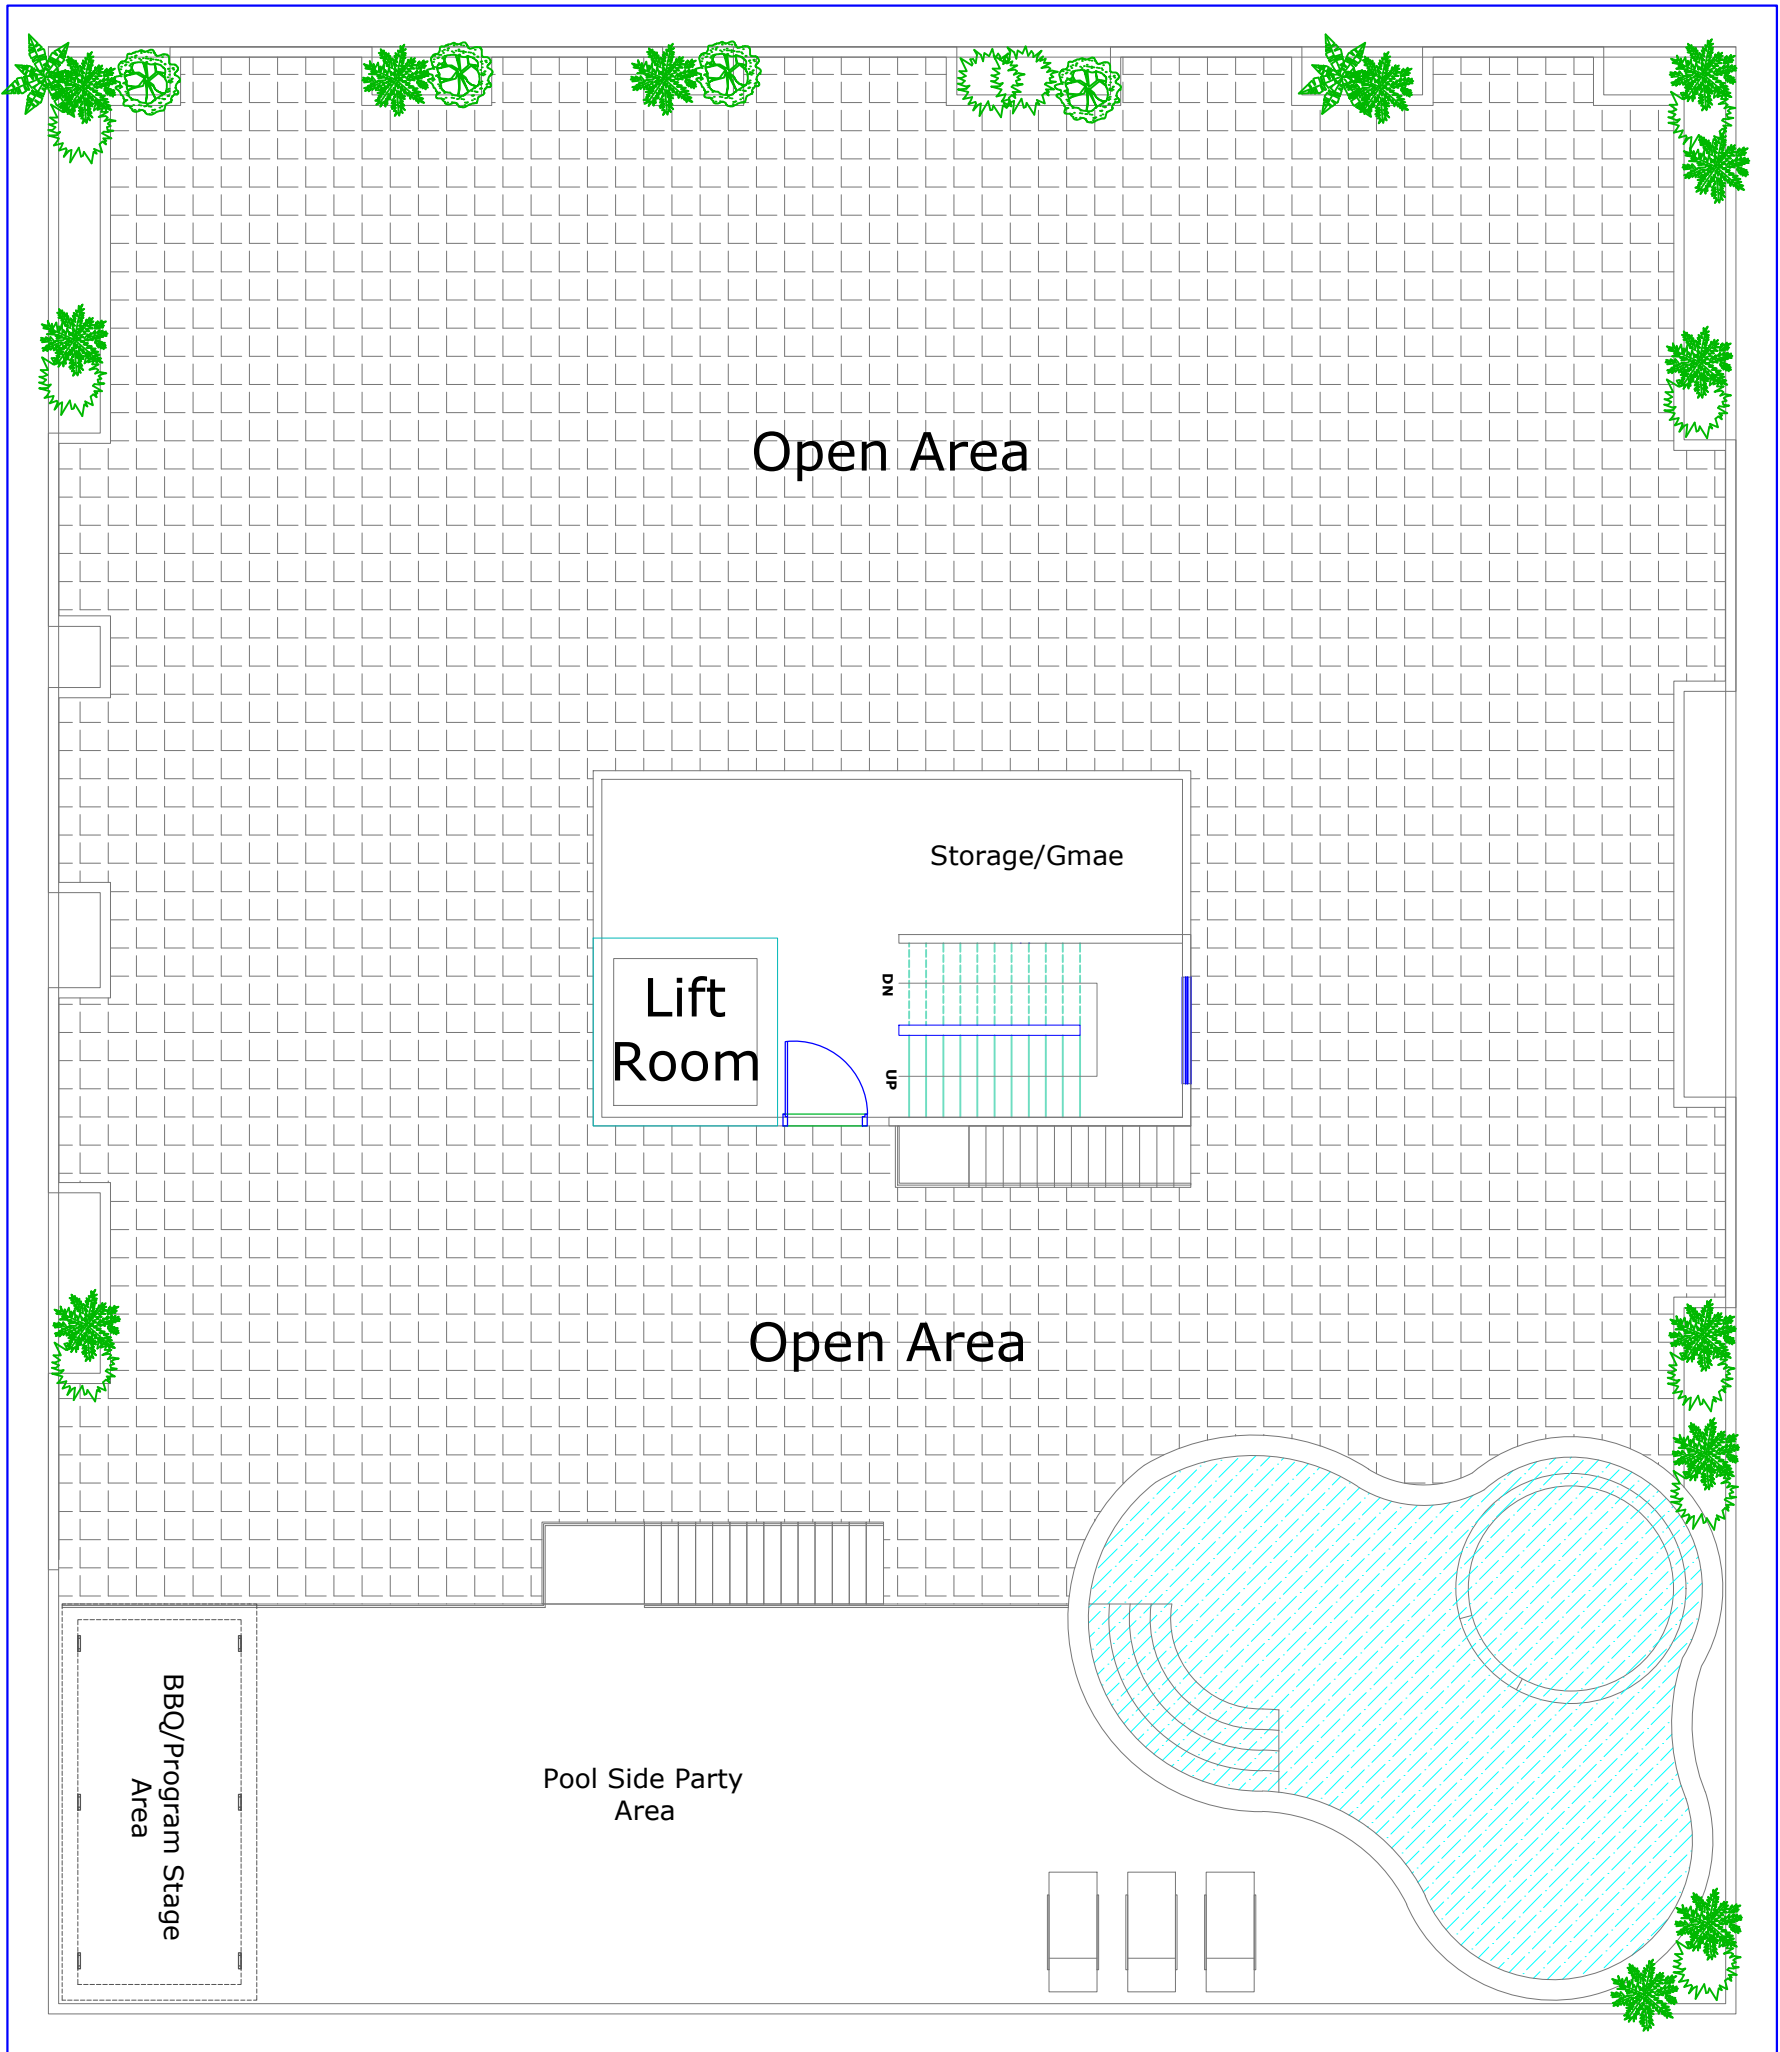 Open Area
Storage/Gmae
Lift
Room
DN
UP
Open Area
BBQ/Program Stage
Area
Pool Side Party
Area